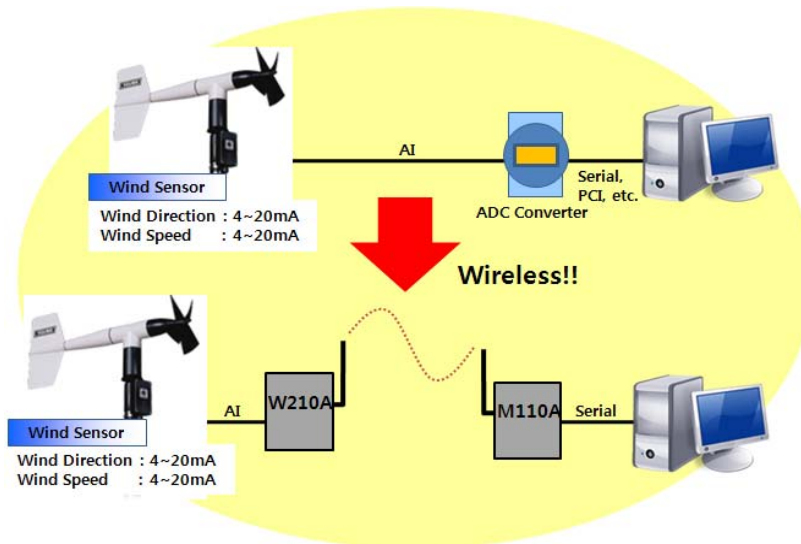 AI
Serial,
PCI, etc.
ADC Converter
Wind Sensor
Wind Direction : 4~20mA
Wind Speed : 4~20mA
Wireless!!
W210A
M110A
AI
Serial
Wind Sensor
Wind Direction : 4~20mA
Wind Speed : 4~20mA